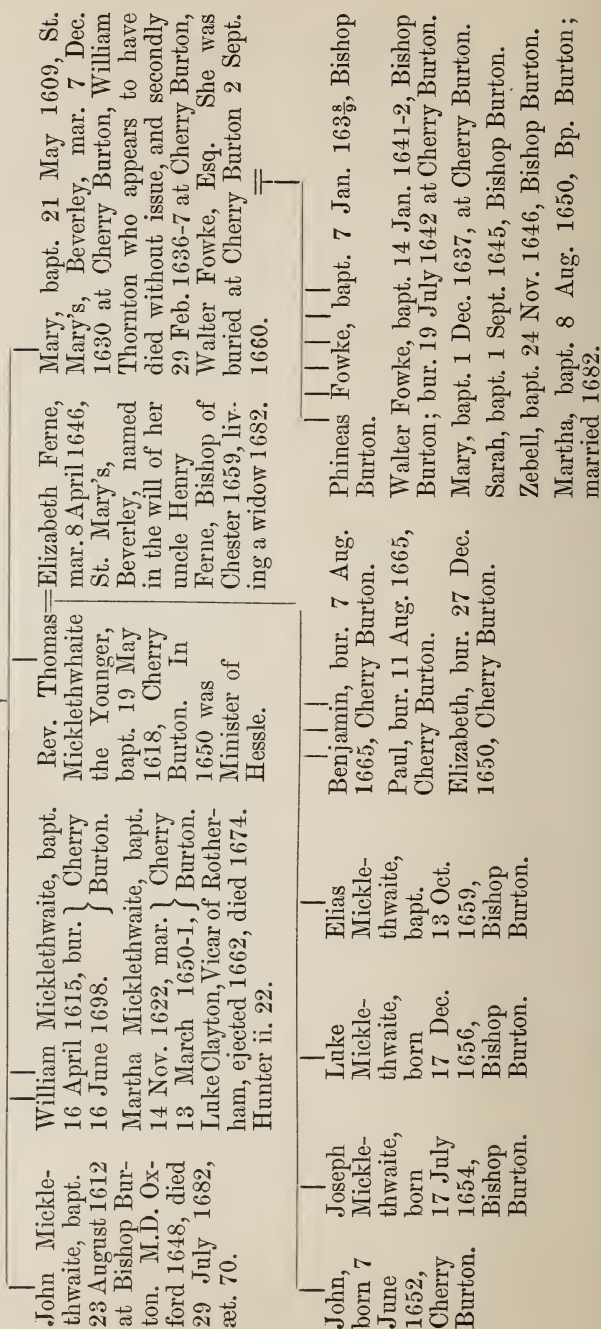 John Mickle-
thwaite, bapt.
23 August 1612
at Bishop Bur-
ton. M.D. Ox-
ford 1648, died
29 July 1682,
æt. 70.
William Micklethwaite, bapt.
16 April 1615, bur. } Cherry
16 June 1698. } Burton.
Martha Micklethwaite, bapt.
14 Nov. 1622, mar. } Cherry
13 March 1650-1, } Burton.
Luke Clayton, Vicar of Rother-
ham, ejected 1662, died 1674.
Hunter ii. 22.
Rev. Thomas
Micklethwhaite
the Younger,
bapt. 19 May
1618, Cherry
Burton. In
1650 was
Minister of
Hessle.
=Elizabeth Ferne,
mar. 8 April 1646,
St. Mary's,
Beverley, named
in the will of her
uncle Henry
Ferne, Bishop of
Chester 1659, liv-
ing a widow 1682.
Mary, bapt. 21 May 1609, St.
Mary's, Beverley, mar. 7 Dec.
1630 at Cherry Burton, William
Thornton who appears to have
died without issue, and secondly
29 Feb. 1636-7 at Cherry Burton,
Walter Fowke, Esq. She was
buried at Cherry Burton 2 Sept.
1660.
John,
born 7
June
1652,
Cherry
Burton.
Joseph
Mickle-
thwaite,
born
17 July
1654,
Bishop
Burton.
Luke
Mickle-
thwaite,
born
17 Dec.
1656,
Bishop
Burton.
Elias
Mickle-
thwaite,
bapt.
13 Oct.
1659,
Bishop
Burton.
Benjamin, bur. 7 Aug.
1665, Cherry Burton.
Paul, bur. 11 Aug. 1665,
Cherry Burton.
Elizabeth, bur. 27 Dec.
1650, Cherry Burton.
Phineas Fowke, bapt. 7 Jan. 163 8/9, Bishop
Burton.
Walter Fowke, bapt. 14 Jan. 1641-2, Bishop
Burton; bur. 19 July 1642 at Cherry Burton.
Mary, bapt. 1 Dec. 1637, at Cherry Burton.
Sarah, bapt. 1 Sept. 1645, Bishop Burton.
Zebell, bapt. 24 Nov. 1646, Bishop Burton.
Martha, bapt. 8 Aug. 1650, Bp. Burton;
married 1682.